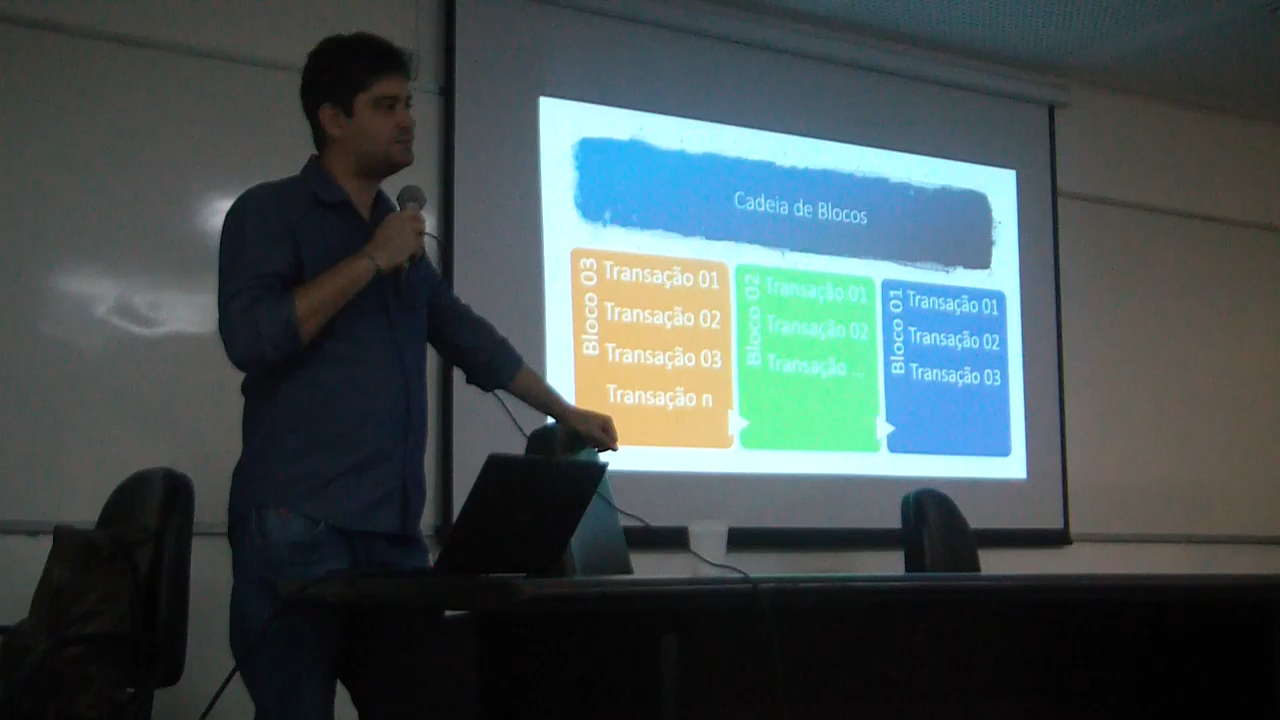 Cadeia de Blocos
Bloco 03
Transação 01
Transação 02
Transação 03
Transação n
Bloco 02
Transação 01
Transação 02
Transação ...
Bloco 01
Transação 01
Transação 02
Transação 03